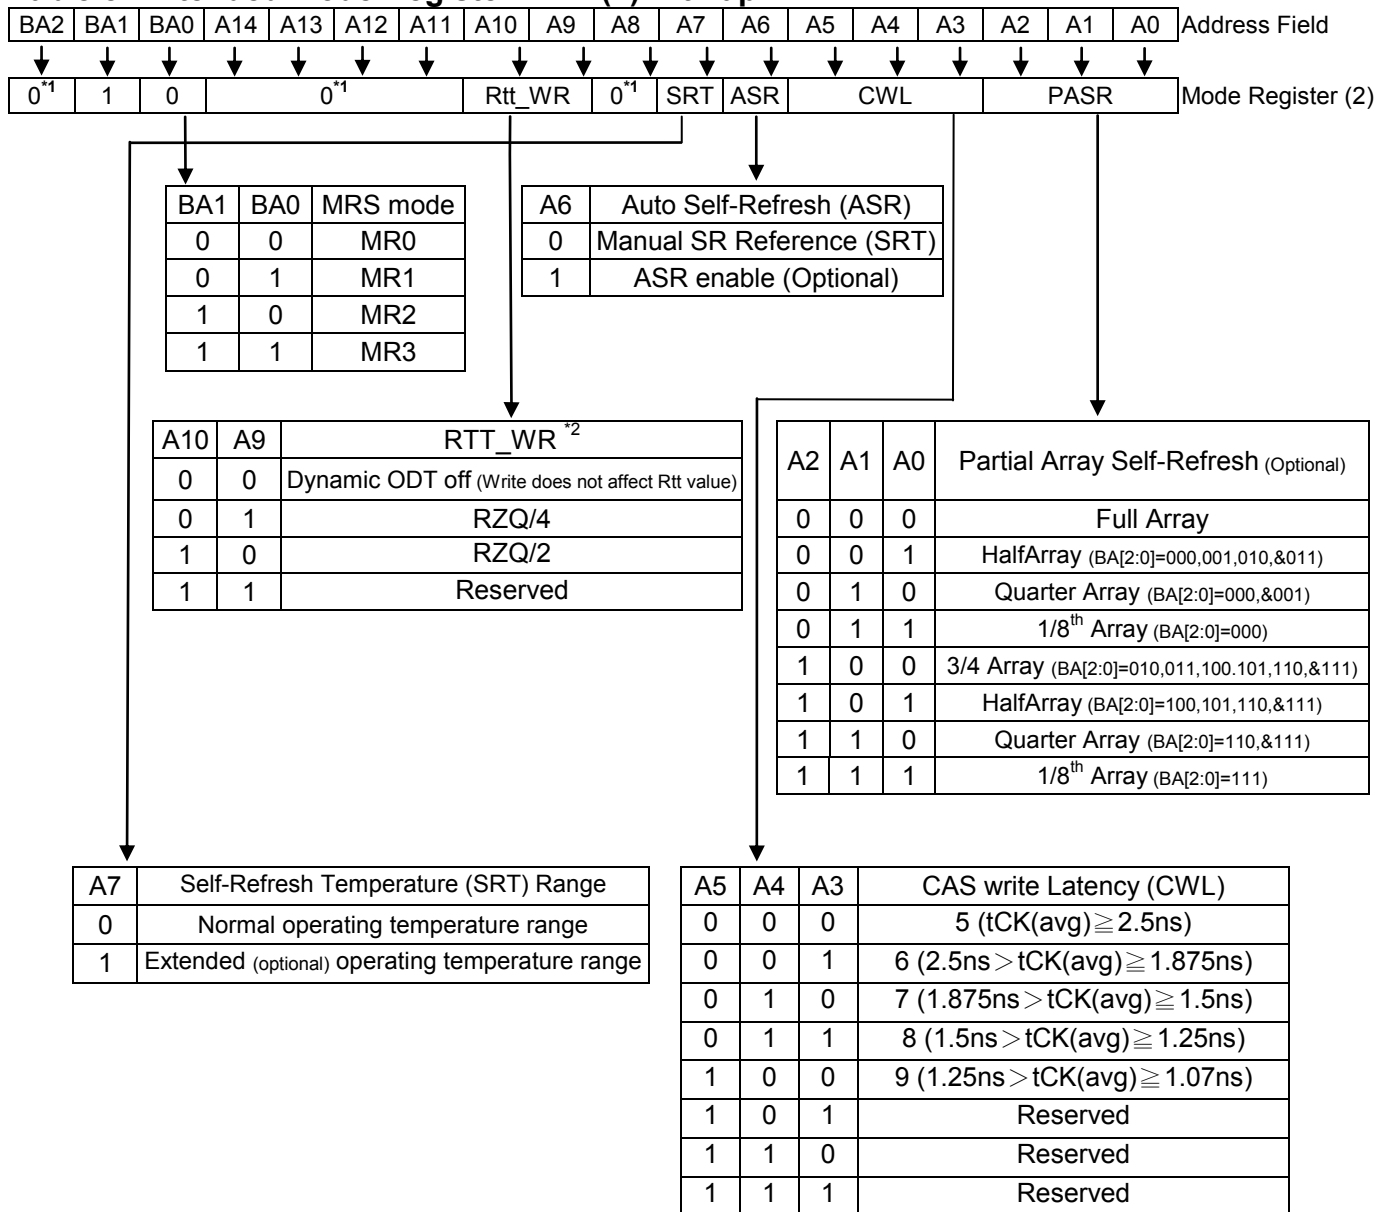 BA2 BA1 BA0 A14 A13 A12 A11 A10 A9 A8 A7 A6 A5 A4 A3 A2 A1 A0 Address Field
0*1 1 0 0*1 Rtt_WR 0*1 SRT ASR CWL PASR Mode Register (2)
BA1 BA0 MRS mode
0 0 MR0
0 1 MR1
1 0 MR2
1 1 MR3
A6 Auto Self-Refresh (ASR)
0 Manual SR Reference (SRT)
1 ASR enable (Optional)
A10 A9 RTT_WR *2
0 0 Dynamic ODT off (Write does not affect Rtt value)
0 1 RZQ/4
1 0 RZQ/2
1 1 Reserved
A2 A1 A0 Partial Array Self-Refresh (Optional)
0 0 0 Full Array
0 0 1 HalfArray (BA[2:0]=000,001,010,&011)
0 1 0 Quarter Array (BA[2:0]=000,&001)
0 1 1 1/8th Array (BA[2:0]=000)
1 0 0 3/4 Array (BA[2:0]=010,011,100.101,110,&111)
1 0 1 HalfArray (BA[2:0]=100,101,110,&111)
1 1 0 Quarter Array (BA[2:0]=110,&111)
1 1 1 1/8th Array (BA[2:0]=111)
A7 Self-Refresh Temperature (SRT) Range
0 Normal operating temperature range
1 Extended (optional) operating temperature range
A5 A4 A3 CAS write Latency (CWL)
0 0 0 5 (tCK(avg)≧2.5ns)
0 0 1 6 (2.5ns>tCK(avg)≧1.875ns)
0 1 0 7 (1.875ns>tCK(avg)≧1.5ns)
0 1 1 8 (1.5ns>tCK(avg)≧1.25ns)
1 0 0 9 (1.25ns>tCK(avg)≧1.07ns)
1 0 1 Reserved
1 1 0 Reserved
1 1 1 Reserved